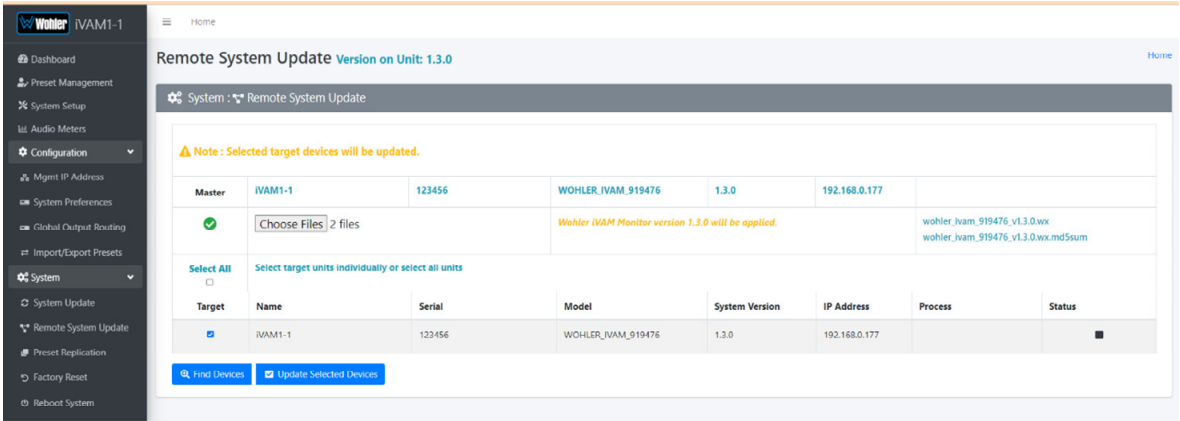 Wohler iVAM1-1
Home
Dashboard
Preset Management
System Setup
Audio Meters
Configuration
Mgmt IP Address
System Preferences
Global Output Routing
Import/Export Presets
System
System Update
Remote System Update
Preset Replication
Factory Reset
Reboot System
Remote System Update Version on Unit: 1.3.0
Home
System : Remote System Update
Note : Selected target devices will be updated.
Master iVAM1-1 123456 WOHLER_IVAM_919476 1.3.0 192.168.0.177
Choose Files 2 files Wohler iVAM Monitor version 1.3.0 will be applied. wohler_ivam_919476_v1.3.0.wx
wohler_ivam_919476_v1.3.0.wx.md5sum
Select All Select target units individually or select all units
Target Name Serial Model System Version IP Address Process Status
iVAM1-1 123456 WOHLER_IVAM_919476 1.3.0 192.168.0.177
Find Devices Update Selected Devices